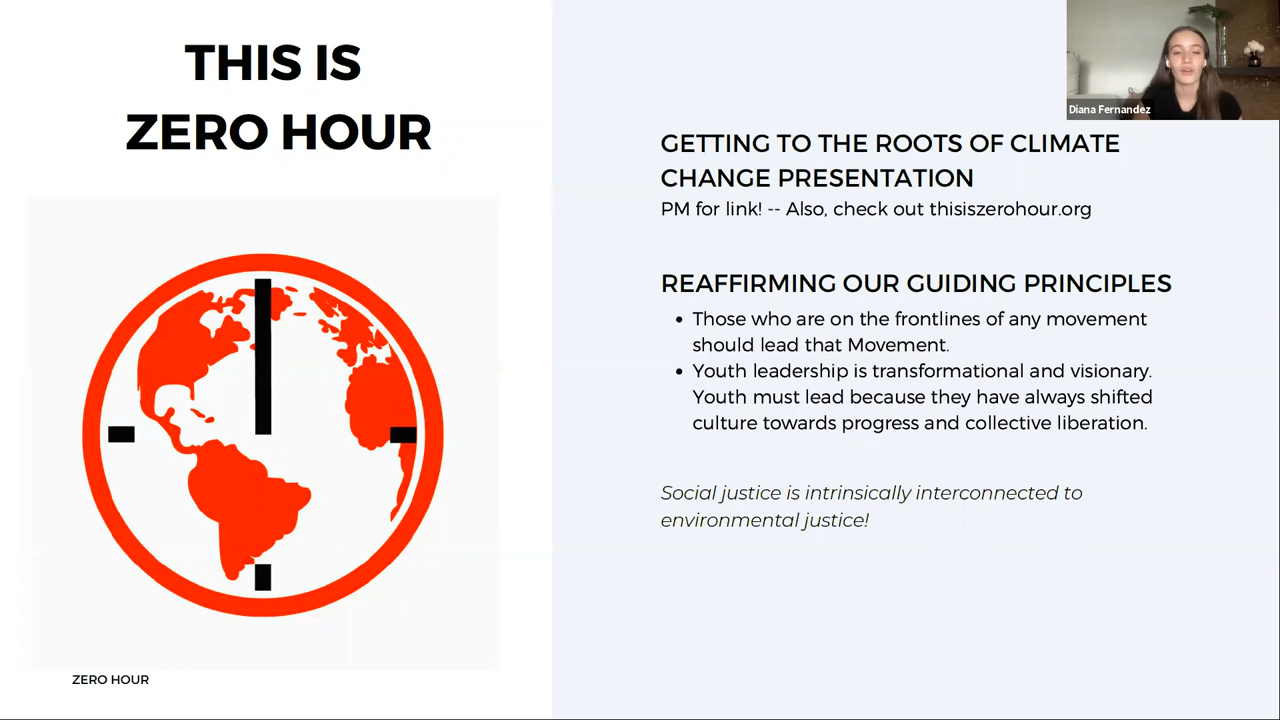 THIS IS
ZERO HOUR
ZERO HOUR
Diana Fernandez
GETTING TO THE ROOTS OF CLIMATE
CHANGE PRESENTATION
PM for link! -- Also, check out thisiszerohour.org
REAFFIRMING OUR GUIDING PRINCIPLES
• Those who are on the frontlines of any movement
should lead that Movement.
• Youth leadership is transformational and visionary.
Youth must lead because they have always shifted
culture towards progress and collective liberation.
Social justice is intrinsically interconnected to
environmental justice!